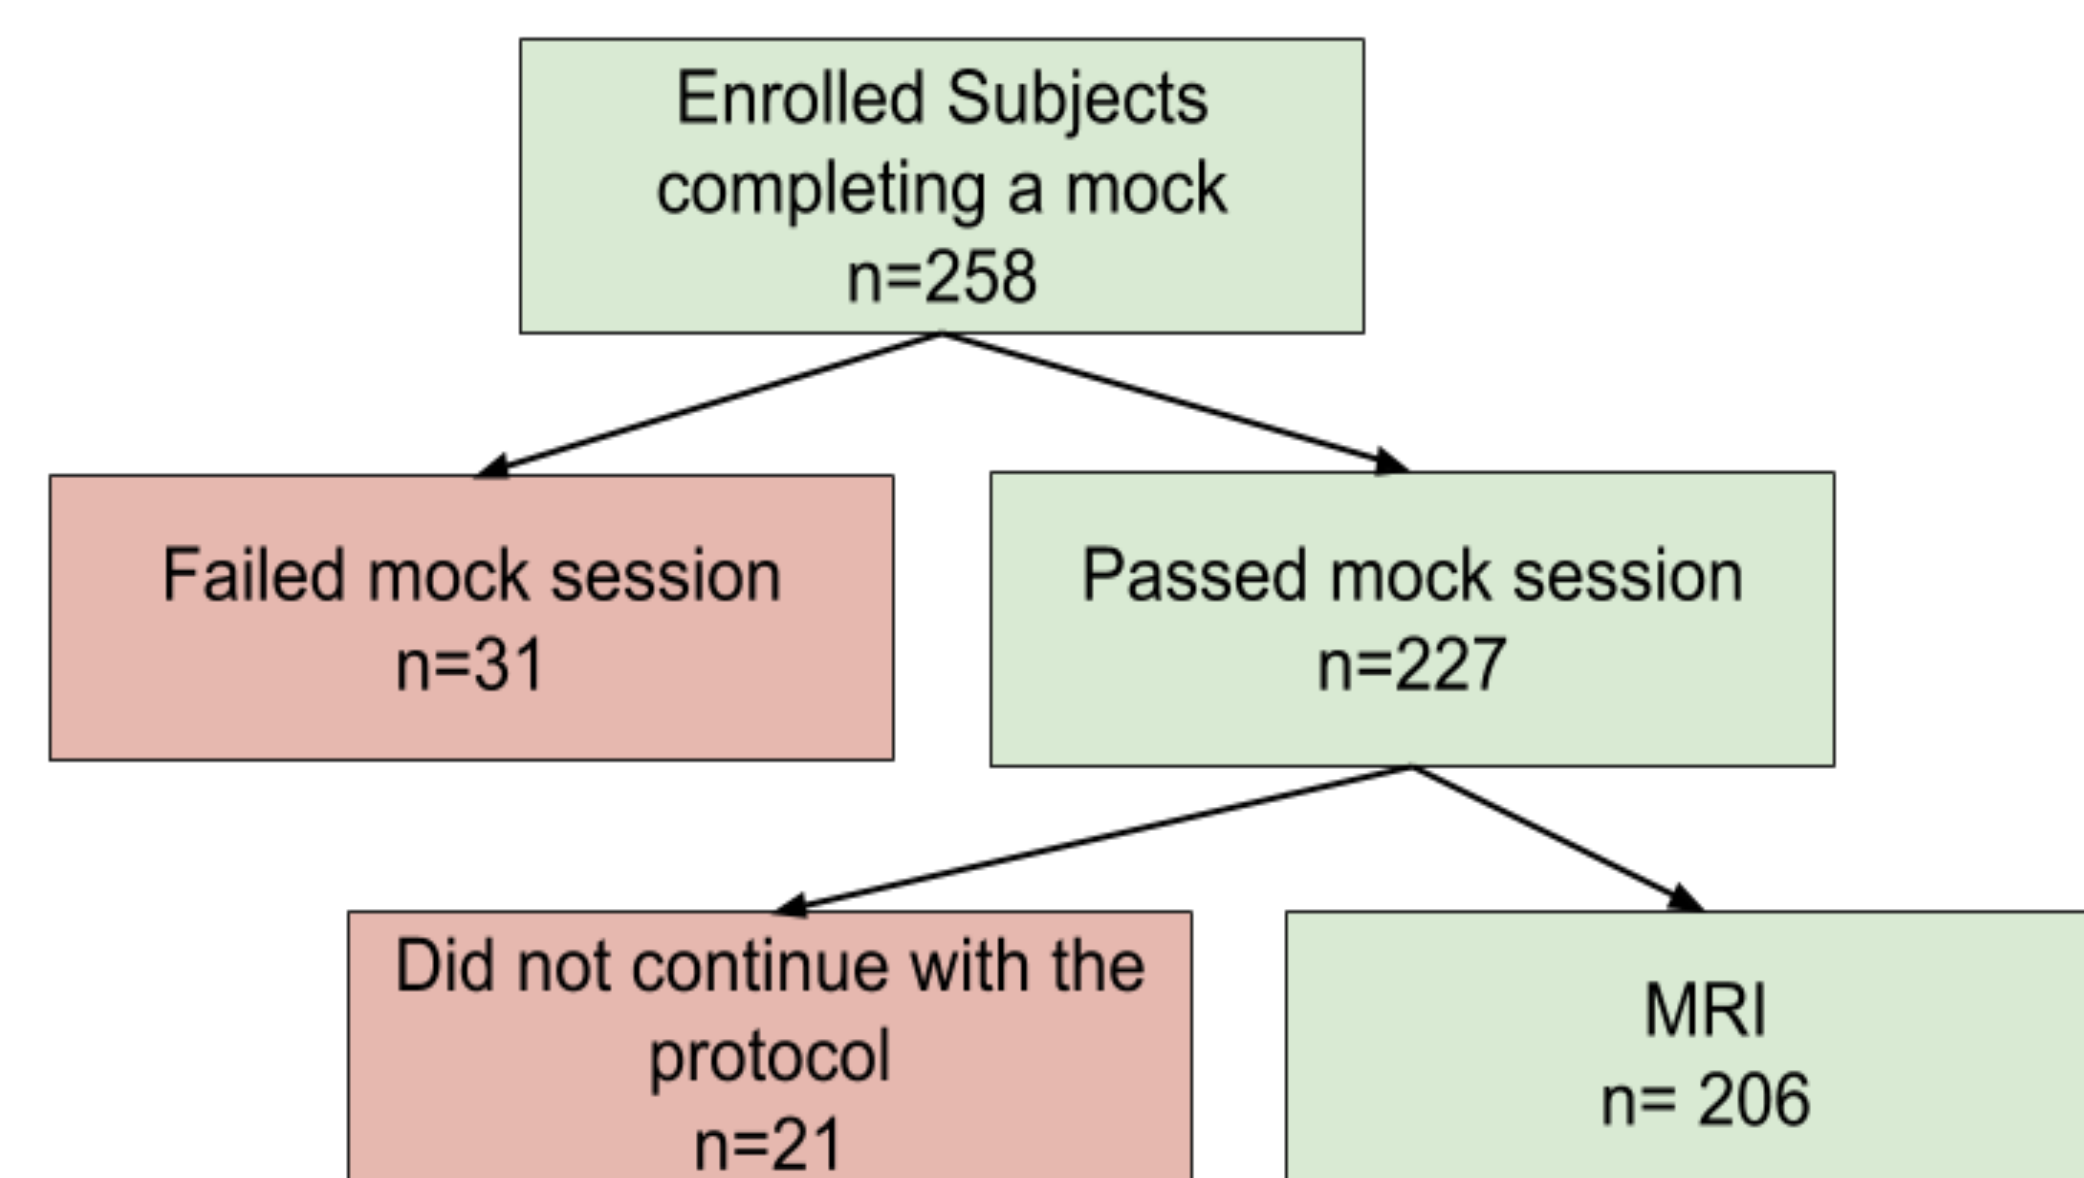 Enrolled Subjects
completing a mock
n=258
Failed mock session
n=31
Passed mock session
n=227
Did not continue with the
protocol
n=21
MRI
n= 206